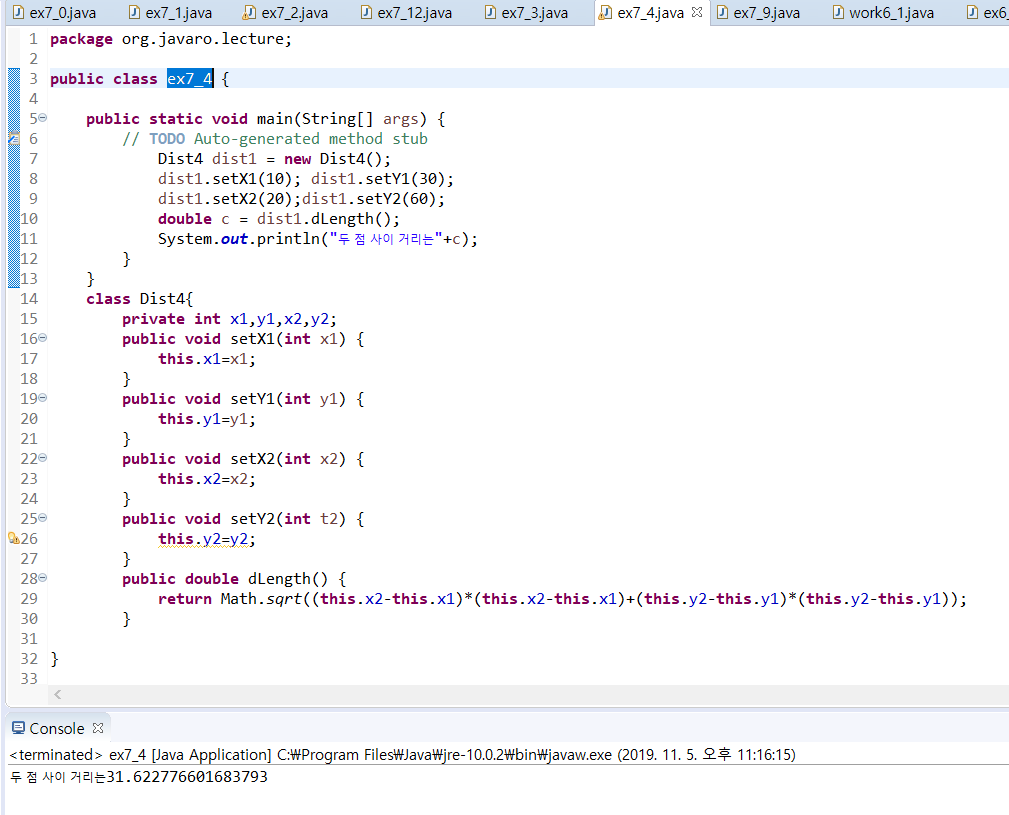 ex7_0.java ex7_1.java ex7_2.java ex7_12.java ex7_3.java ex7_4.java ex7_9.java work6_1.java ex6_
1 package org.javaro.lecture;
2
3 public class ex7_4 {
4
5 public static void main(String[] args) {
6 // TODO Auto-generated method stub
7 Dist4 dist1 = new Dist4();
8 dist1.setX1(10); dist1.setY1(30);
9 dist1.setX2(20);dist1.setY2(60);
10 double c = dist1.dLength();
11 System.out.println("두 점 사이 거리는"+c);
12 }
13 }
14 class Dist4{
15 private int x1,y1,x2,y2;
16 public void setX1(int x1) {
17 this.x1=x1;
18 }
19 public void setY1(int y1) {
20 this.y1=y1;
21 }
22 public void setX2(int x2) {
23 this.x2=x2;
24 }
25 public void setY2(int t2) {
26 this.y2=y2;
27 }
28 public double dLength() {
29 return Math.sqrt((this.x2-this.x1)*(this.x2-this.x1)+(this.y2-this.y1)*(this.y2-this.y1));
30 }
31
32 }
33
Console
<terminated> ex7_4 [Java Application] C:₩Program Files₩Java₩jre-10.0.2₩bin₩javaw.exe (2019. 11. 5. 오후 11:16:15)
두 점 사이 거리는31.622776601683793